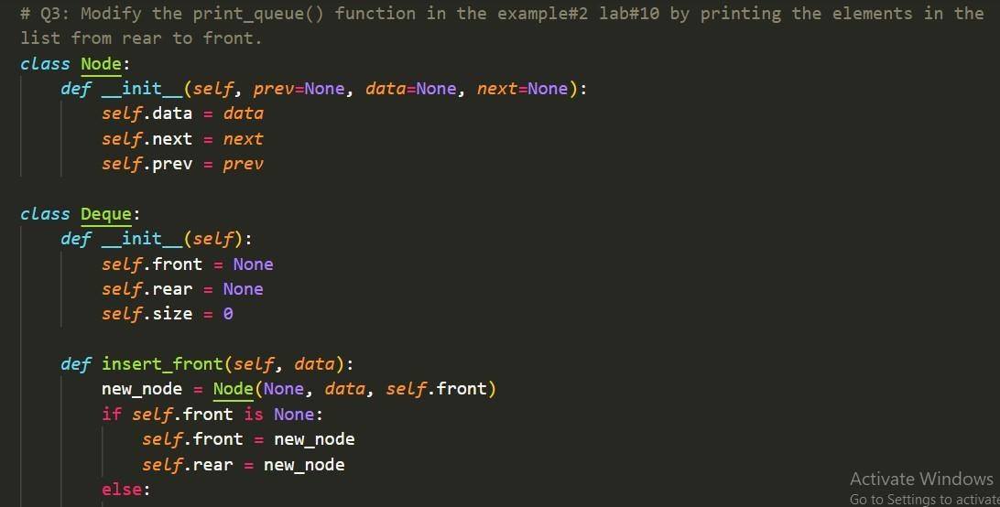 # Q3: Modify the print_queue() function in the example#2 lab#10 by printing the elements in the
list from rear to front.
class Node:
    def __init__(self, prev=None, data=None, next=None):
        self.data = data
        self.next = next
        self.prev = prev
class Deque:
    def __init__(self):
        self.front = None
        self.rear = None
        self.size = 0
    def insert_front(self, data):
        new_node = Node(None, data, self.front)
        if self.front is None:
            self.front = new_node
            self.rear = new_node
        else:
Activate Windows
Go to Settings to activate